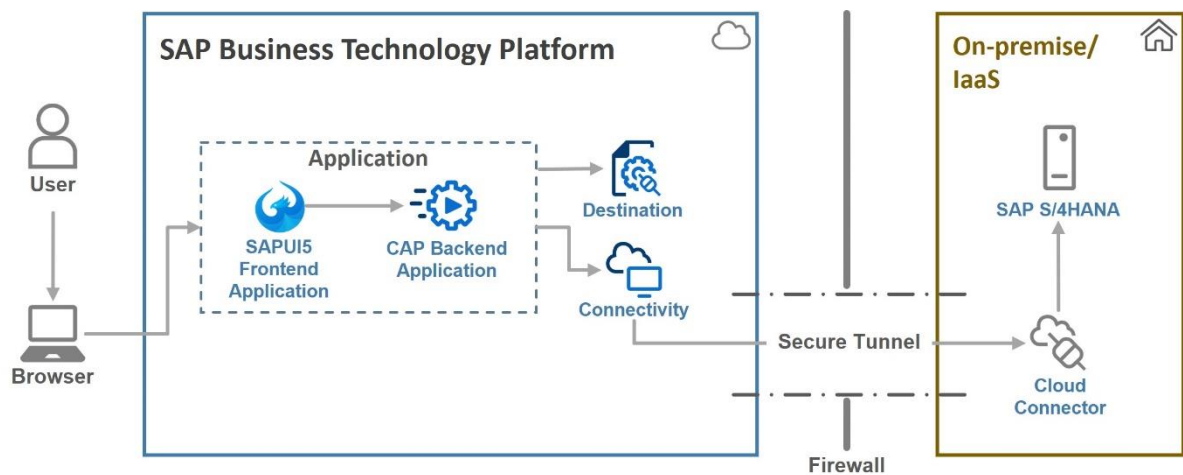 SAP Business Technology Platform
On-premise/
IaaS
User
Browser
Application
SAPUI5
Frontend
Application
CAP Backend
Application
Destination
Connectivity
Secure Tunnel
Firewall
SAP S/4HANA
Cloud
Connector